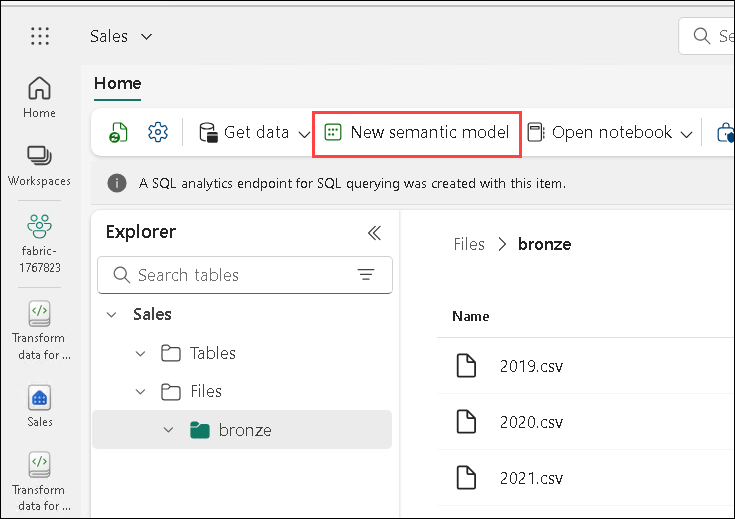 Sales
Home
Home
Get data
New semantic model
Open notebook
Workspaces
A SQL analytics endpoint for SQL querying was created with this item.
fabric-
1767823
Explorer
Search tables
Sales
Tables
Files
bronze
Files
bronze
Name
2019.csv
2020.csv
2021.csv
Transform
data for ...
Sales
Transform
data for ...